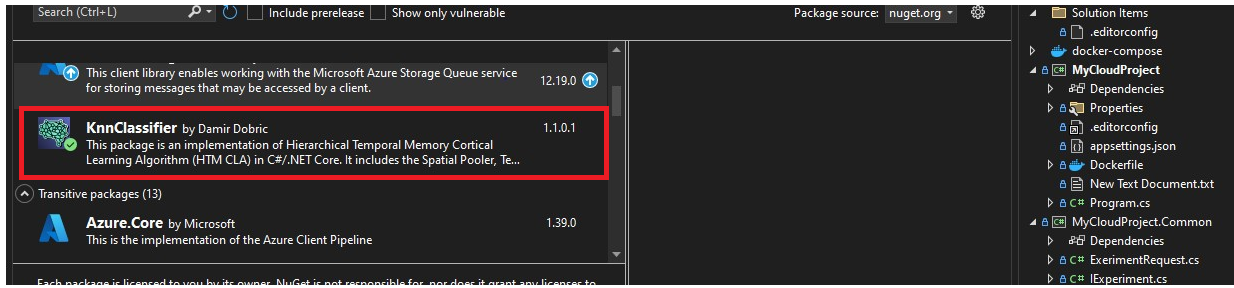 Search (Ctrl+L)
Include prerelease
Show only vulnerable
Package source: nuget.org
This client library enables working with the Microsoft Azure Storage Queue service
for storing messages that may be accessed by a client.
12.19.0
KnnClassifier by Damir Dobric
1.1.0.1
This package is an implementation of Hierarchical Temporal Memory Cortical
Learning Algorithm (HTM CLA) in C#/.NET Core. It includes the Spatial Pooler, Te...
Transitive packages (13)
Azure.Core by Microsoft
1.39.0
This is the implementation of the Azure Client Pipeline
Each package is licensed to you by its owner. NuGet is not responsible for, nor does it grant any licenses to
Solution Items
.editorconfig
docker-compose
C# MyCloudProject
Dependencies
Properties
.editorconfig
appsettings.json
Dockerfile
New Text Document.txt
C# Program.cs
C# MyCloudProject.Common
Dependencies
C# ExerimentRequest.cs
C# IExperiment.cs